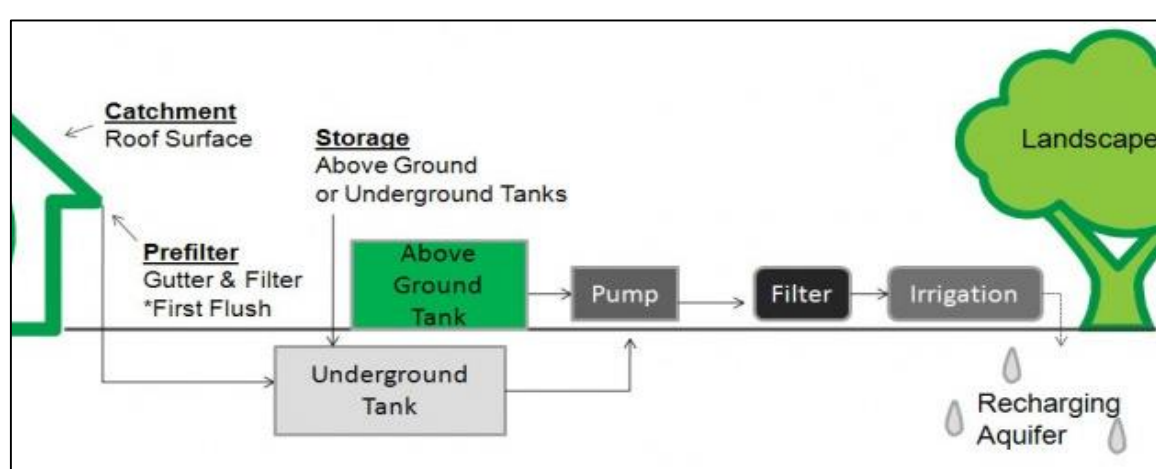 Catchment
Roof Surface
Prefilter
Gutter & Filter
*First Flush
Storage
Above Ground
or Underground Tanks
Above
Ground
Tank
Underground
Tank
Pump
Filter
Irrigation
Landscape
Recharging
Aquifer